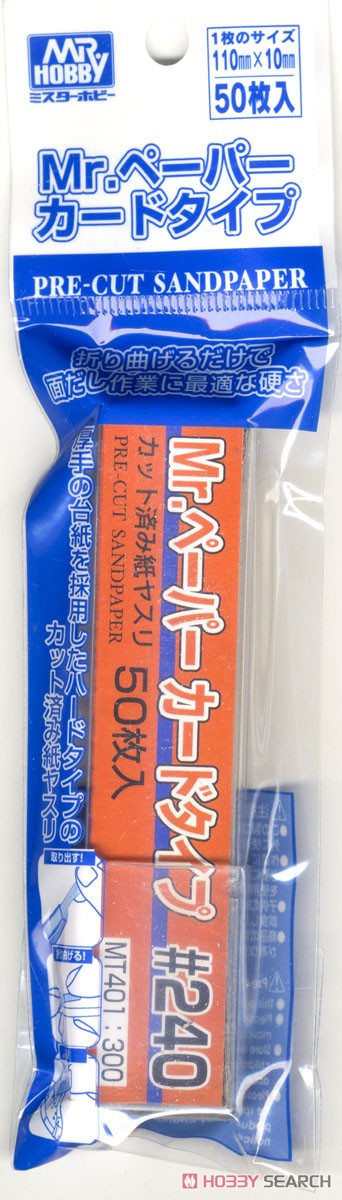 MR
HOBBY
ミスターホビー
1枚のサイズ
110mm×10mm
50枚入
Mr.ペーパー
カードタイプ
PRE-CUT SANDPAPER
折り曲げるだけで
面だし作業に最適な硬さ
厚手の台紙を採用したハードタイプの
カット済み紙ヤスリ
Mr.ペーパー カードタイプ #240
カット済み紙ヤスリ
PRE-CUT SANDPAPER
50枚入
MT401:300
取り出す!
折り曲げる!
HOBBY SEARCH